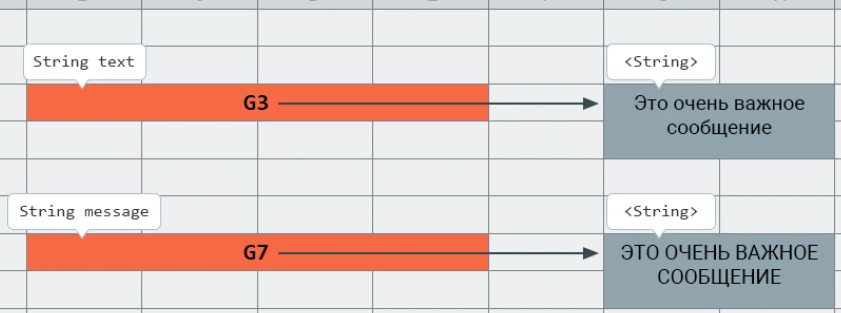 String text
<String>
G3
Это очень важное
сообщение
String message
<String>
G7
ЭТО ОЧЕНЬ ВАЖНОЕ
СООБЩЕНИЕ